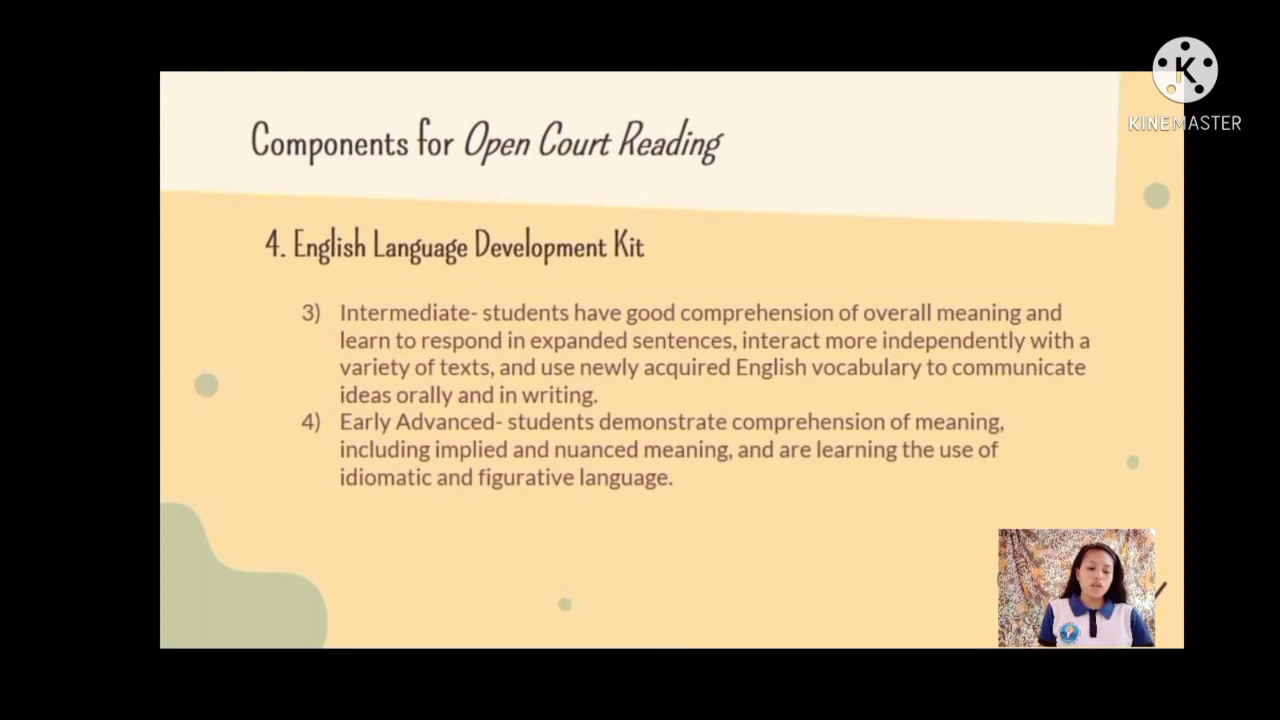 K
KINEMASTER
Components for Open Court Reading
4. English Language Development Kit
3) Intermediate- students have good comprehension of overall meaning and
learn to respond in expanded sentences, interact more independently with a
variety of texts, and use newly acquired English vocabulary to communicate
ideas orally and in writing.
4) Early Advanced- students demonstrate comprehension of meaning,
including implied and nuanced meaning, and are learning the use of
idiomatic and figurative language.